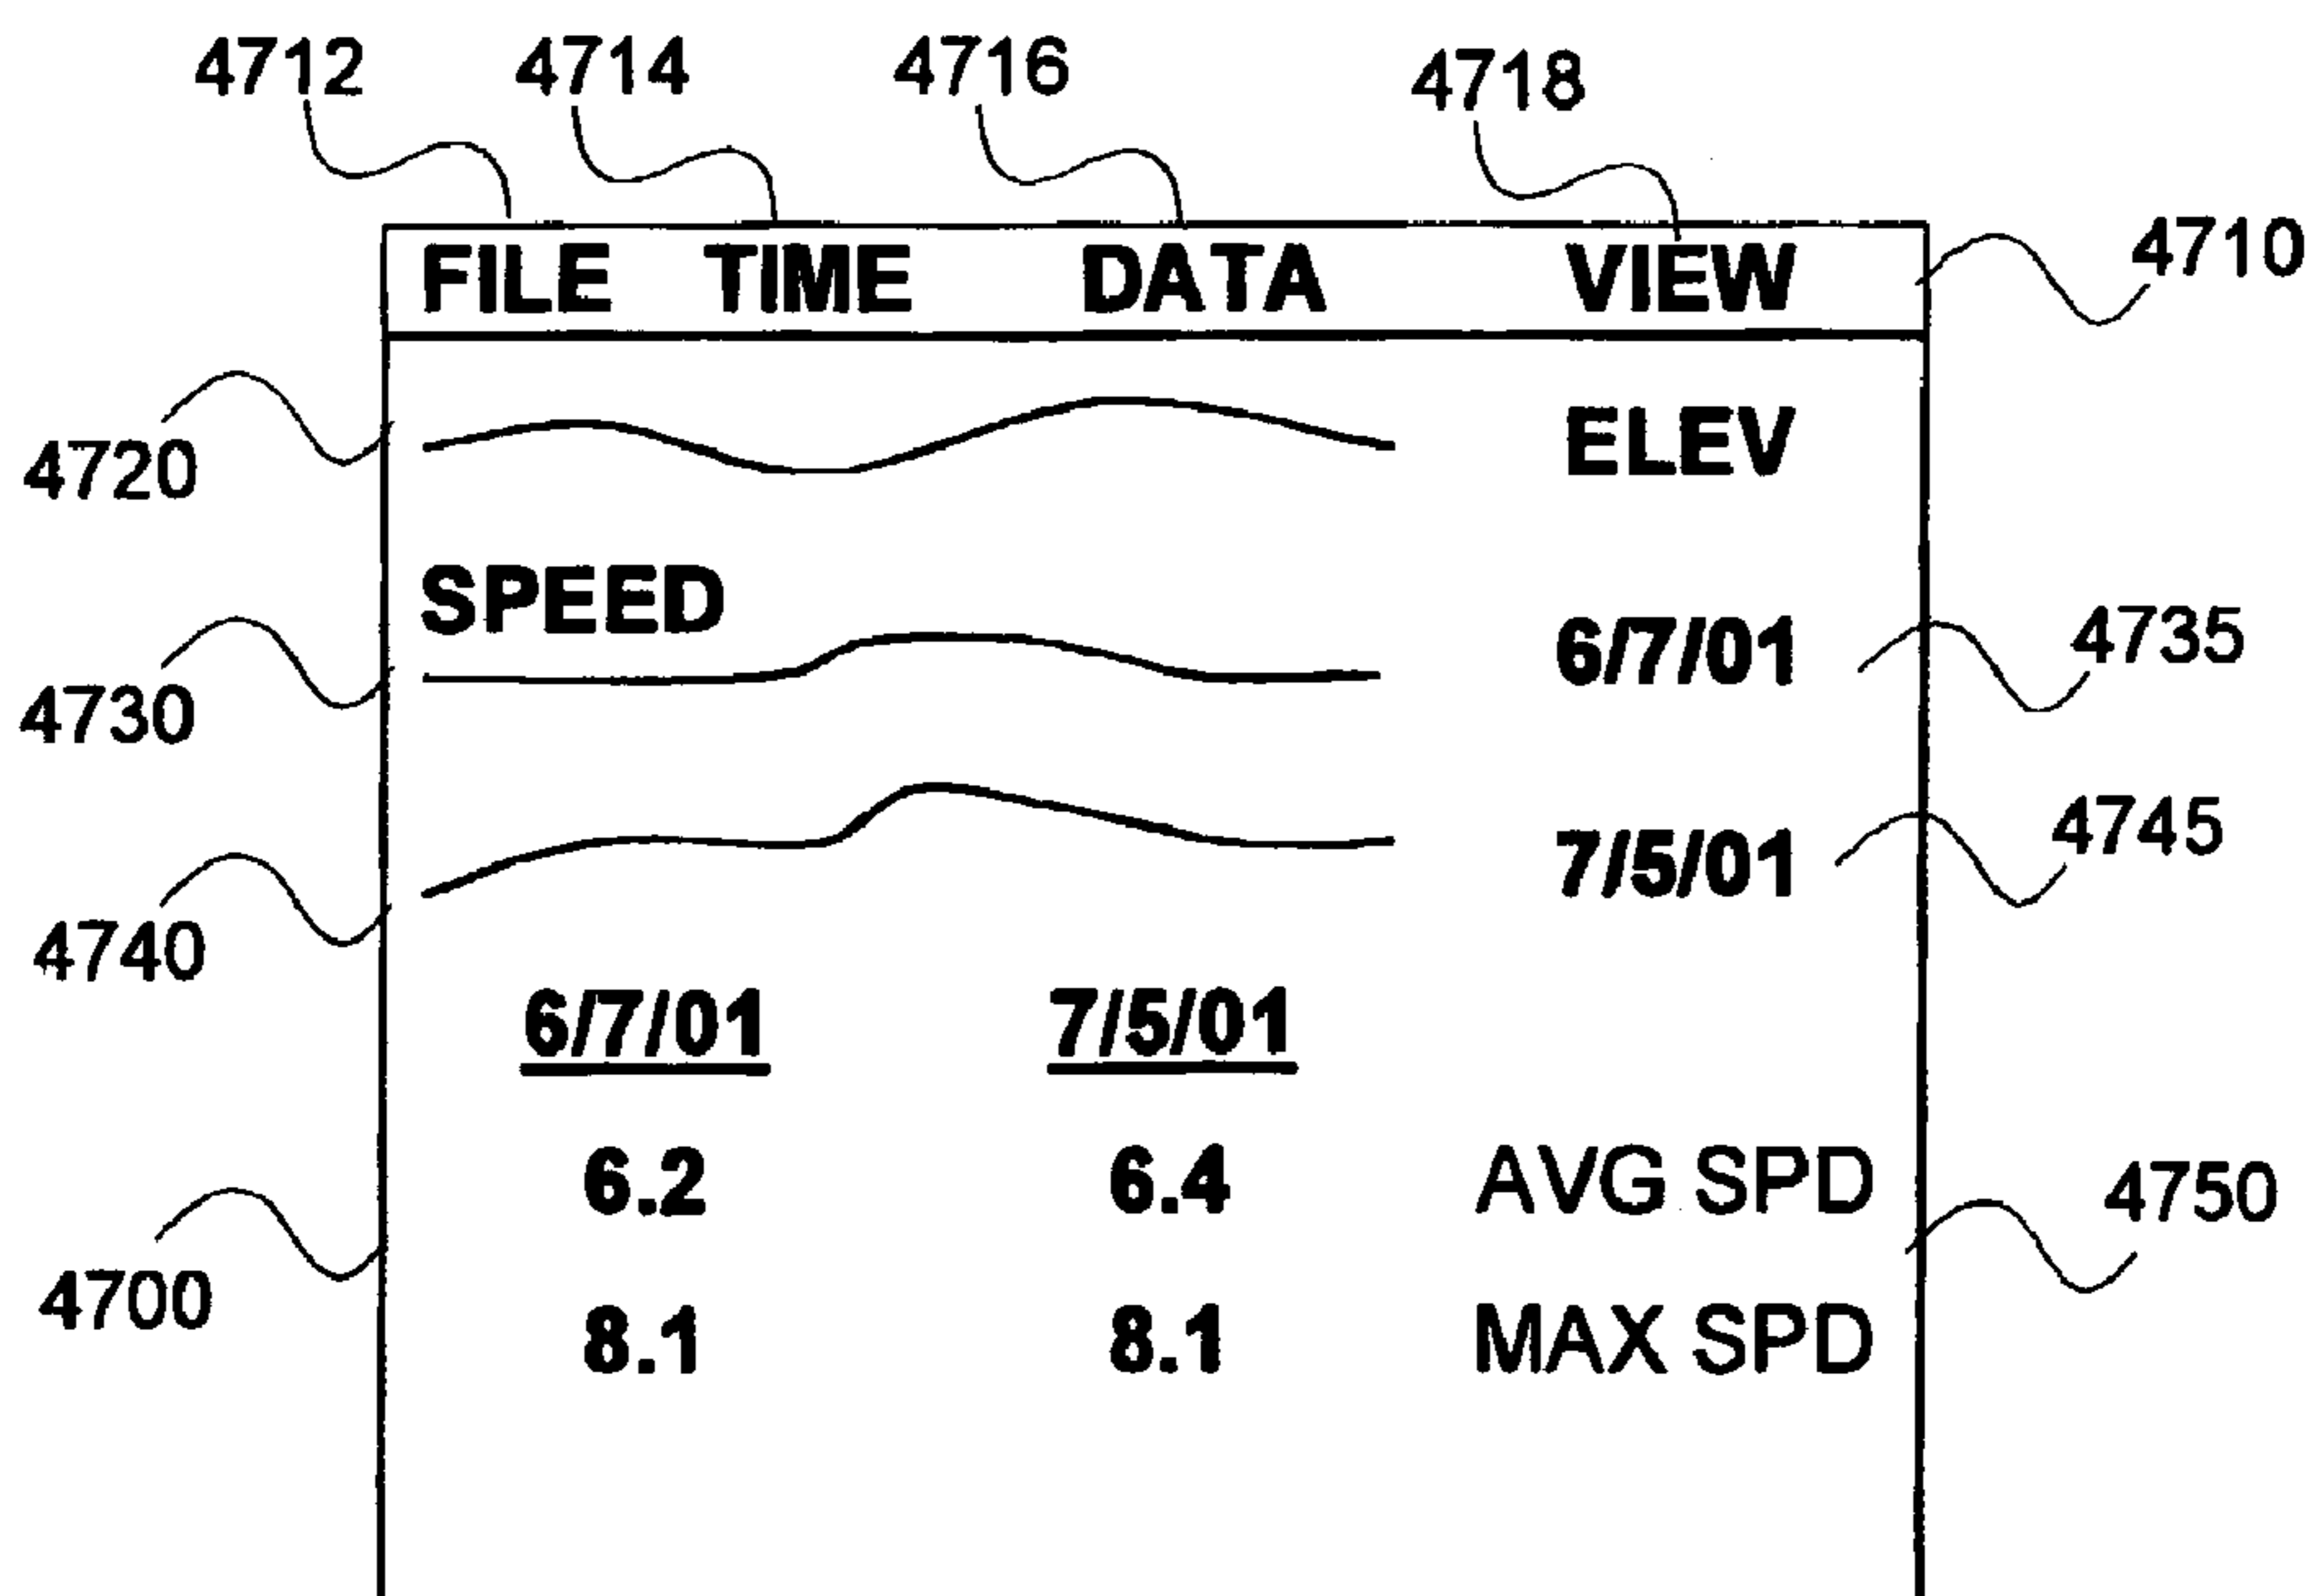 4712 4714 4716 4718
4710
FILE TIME DATA VIEW
4720
ELEV
SPEED
4730
6/7/01 4735
4740
7/5/01 4745
6/7/01 7/5/01
6.2 6.4 AVG SPD 4750
4700
8.1 8.1 MAX SPD